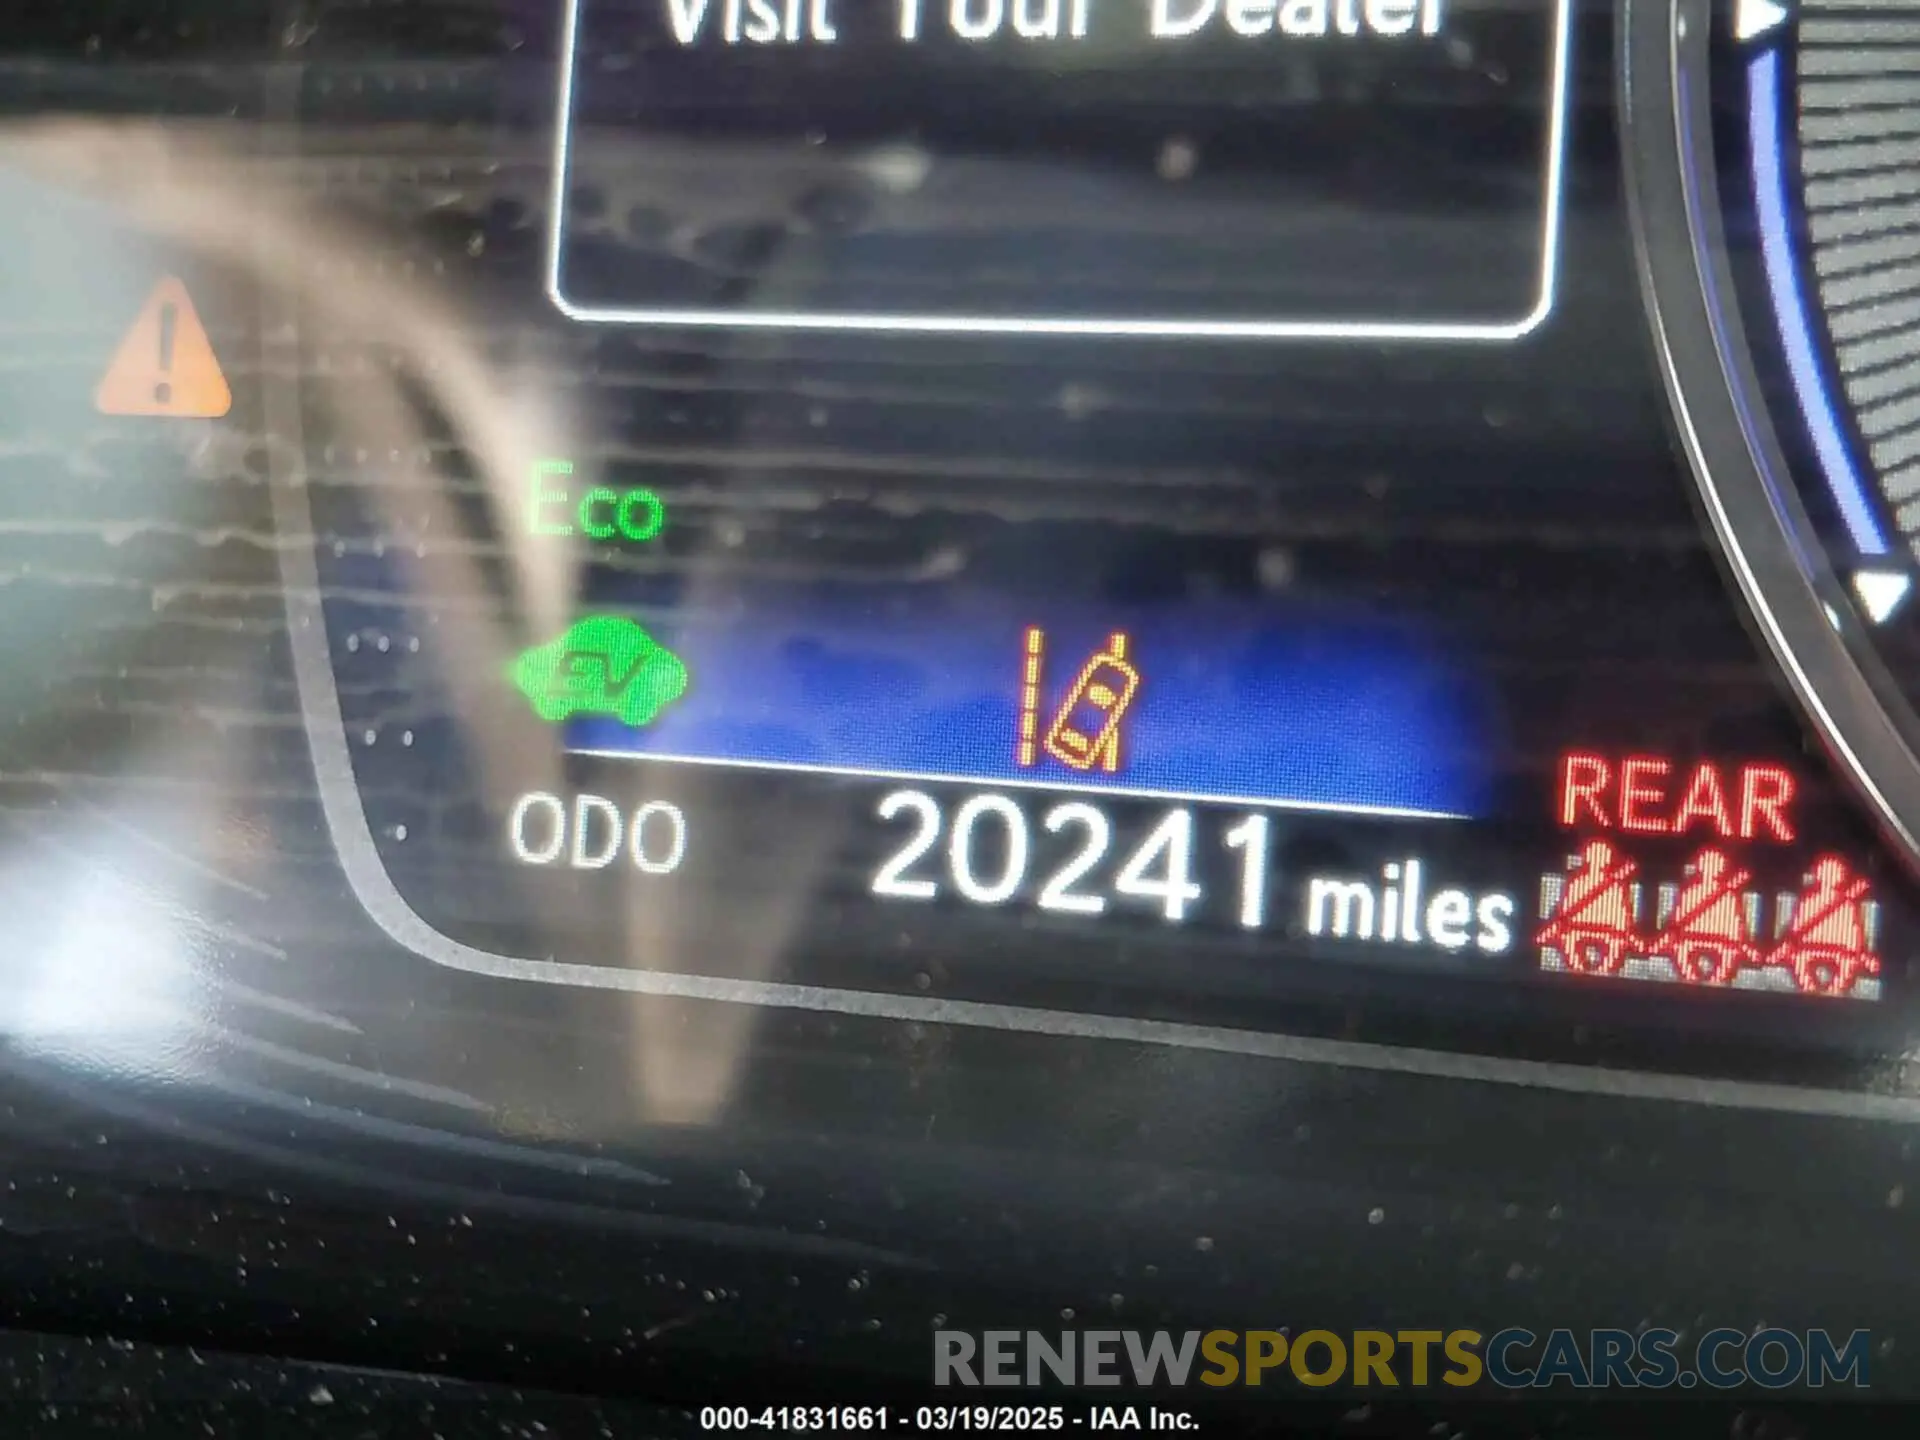 Visit Your Dealer
Eco
EV
ODO 20241 miles
REAR
RENEWSPORTSCARS.COM
000-41831661 - 03/19/2025 - IAA Inc.